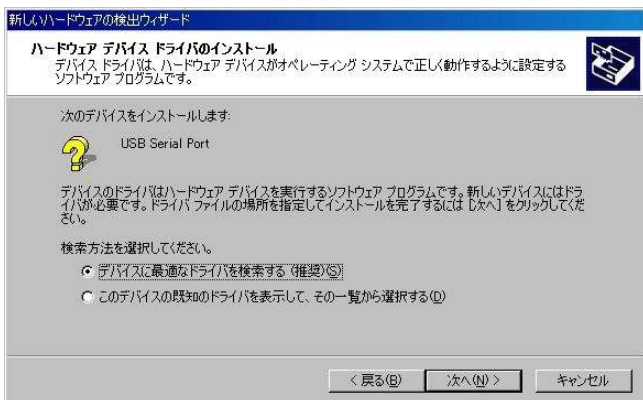 新しいハードウェアの検出ウィザード
ハードウェア デバイス ドライバのインストール
デバイス ドライバは、ハードウェア デバイスがオペレーティング システムで正しく動作するように設定する
ソフトウェア プログラムです。
次のデバイスをインストールします:
USB Serial Port
デバイスのドライバはハードウェア デバイスを実行するソフトウェア プログラムです。新しいデバイスにはドラ
イバが必要です。ドライバ ファイルの場所を指定してインストールを完了するには [次へ] をクリックしてくだ
さい。
検索方法を選択してください。
デバイスに最適なドライバを検索する (推奨)(S)
このデバイスの既知のドライバを表示して、その一覧から選択する(D)
< 戻る(B)
次へ(N) >
キャンセル